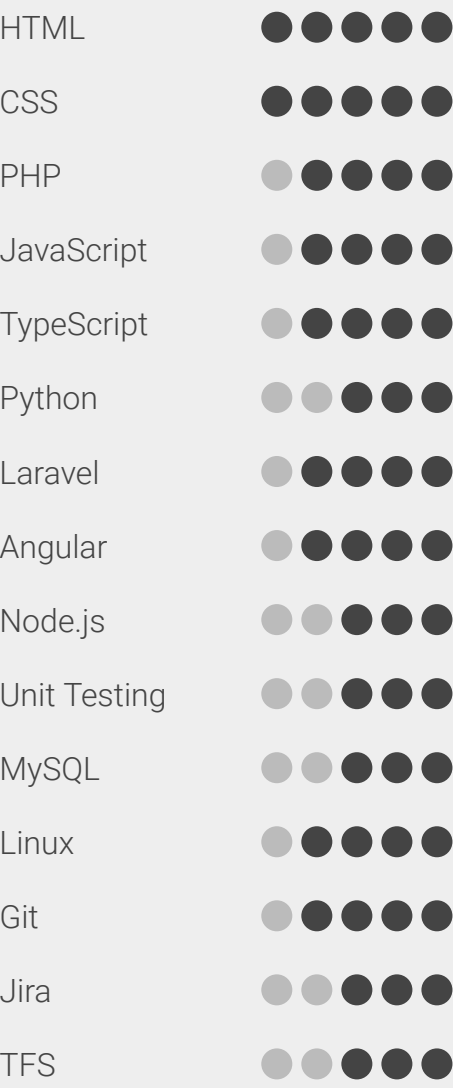 HTML
CSS
PHP
JavaScript
TypeScript
Python
Laravel
Angular
Node.js
Unit Testing
MySQL
Linux
Git
Jira
TFS